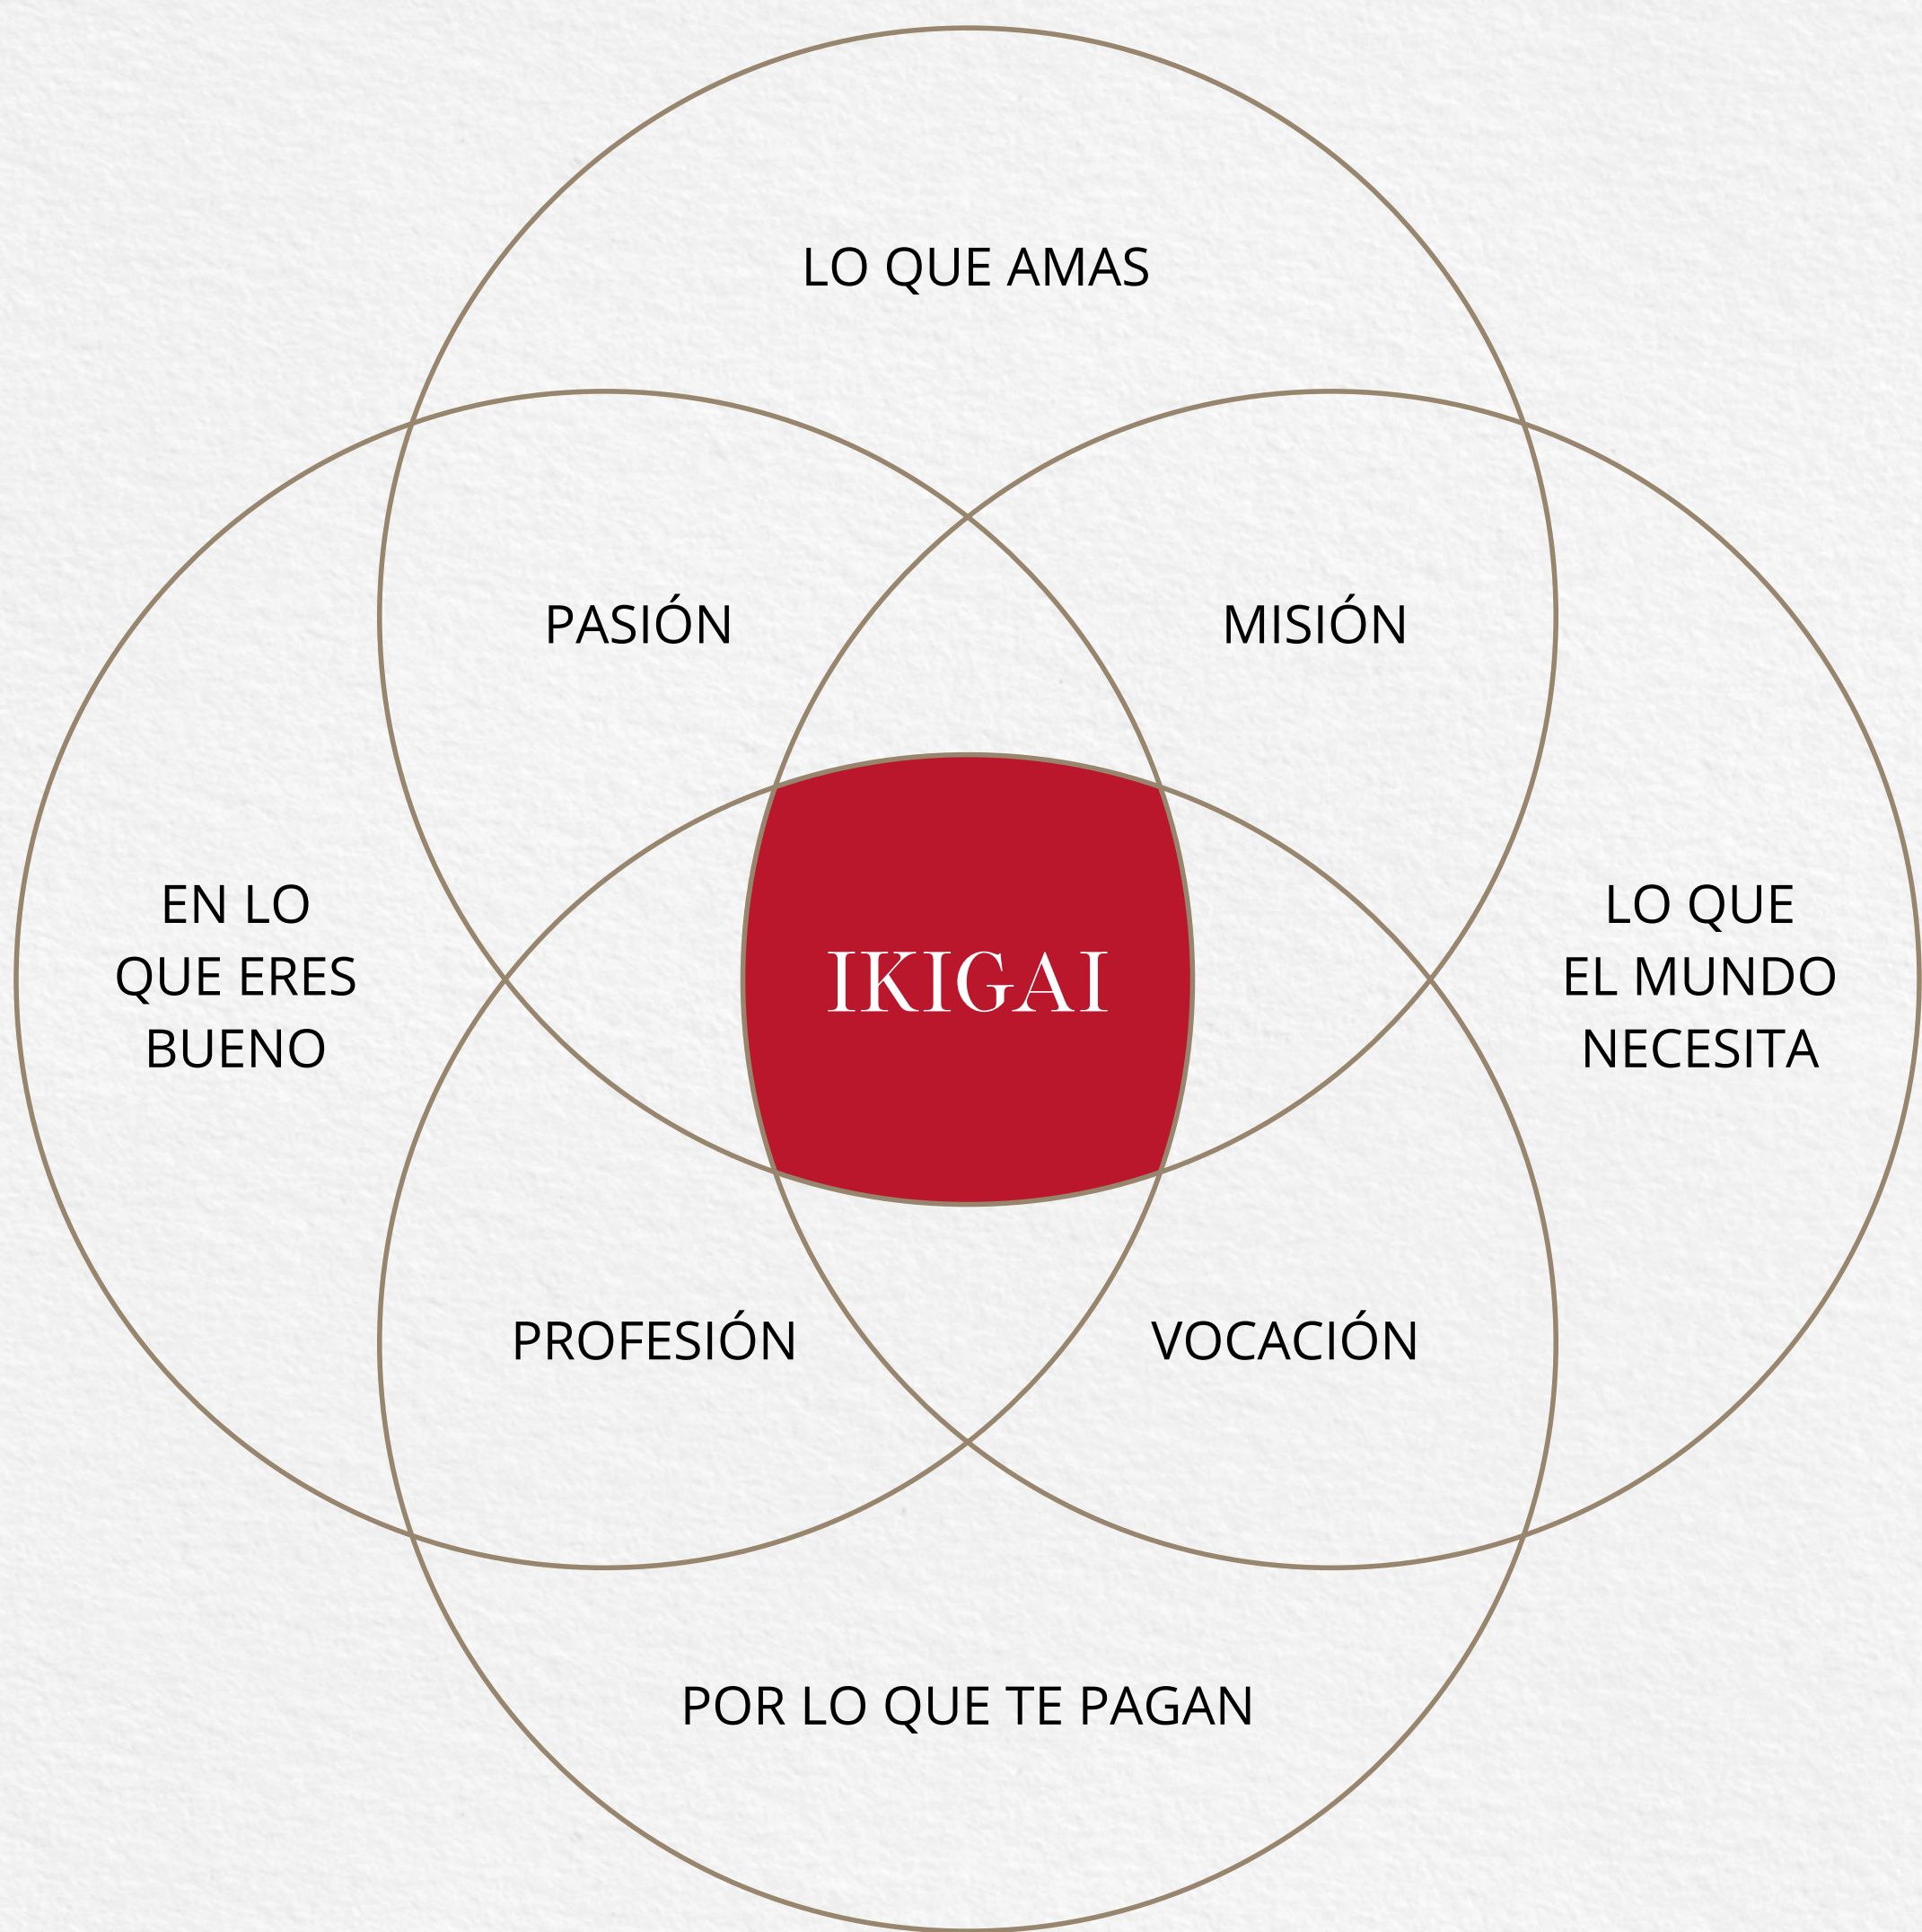 LO QUE AMAS
PASIÓN
MISIÓN
EN LO
QUE ERES
BUENO
IKIGAI
LO QUE
EL MUNDO
NECESITA
PROFESIÓN
VOCACIÓN
POR LO QUE TE PAGAN